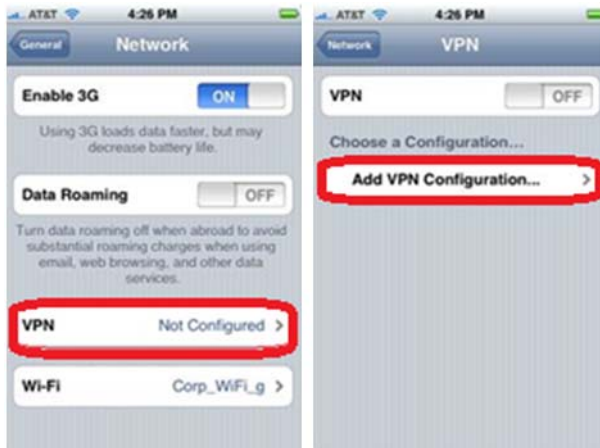 AT&T 4:26 PM
General Network
Enable 3G ON
Using 3G loads data faster, but may
decrease battery life.
Data Roaming OFF
Turn data roaming off when abroad to avoid
substantial roaming charges when using
email, web browsing, and other data
services.
VPN Not Configured >
Wi-Fi Corp_WiFi_g >
AT&T 4:26 PM
Network VPN
VPN OFF
Choose a Configuration...
Add VPN Configuration... >